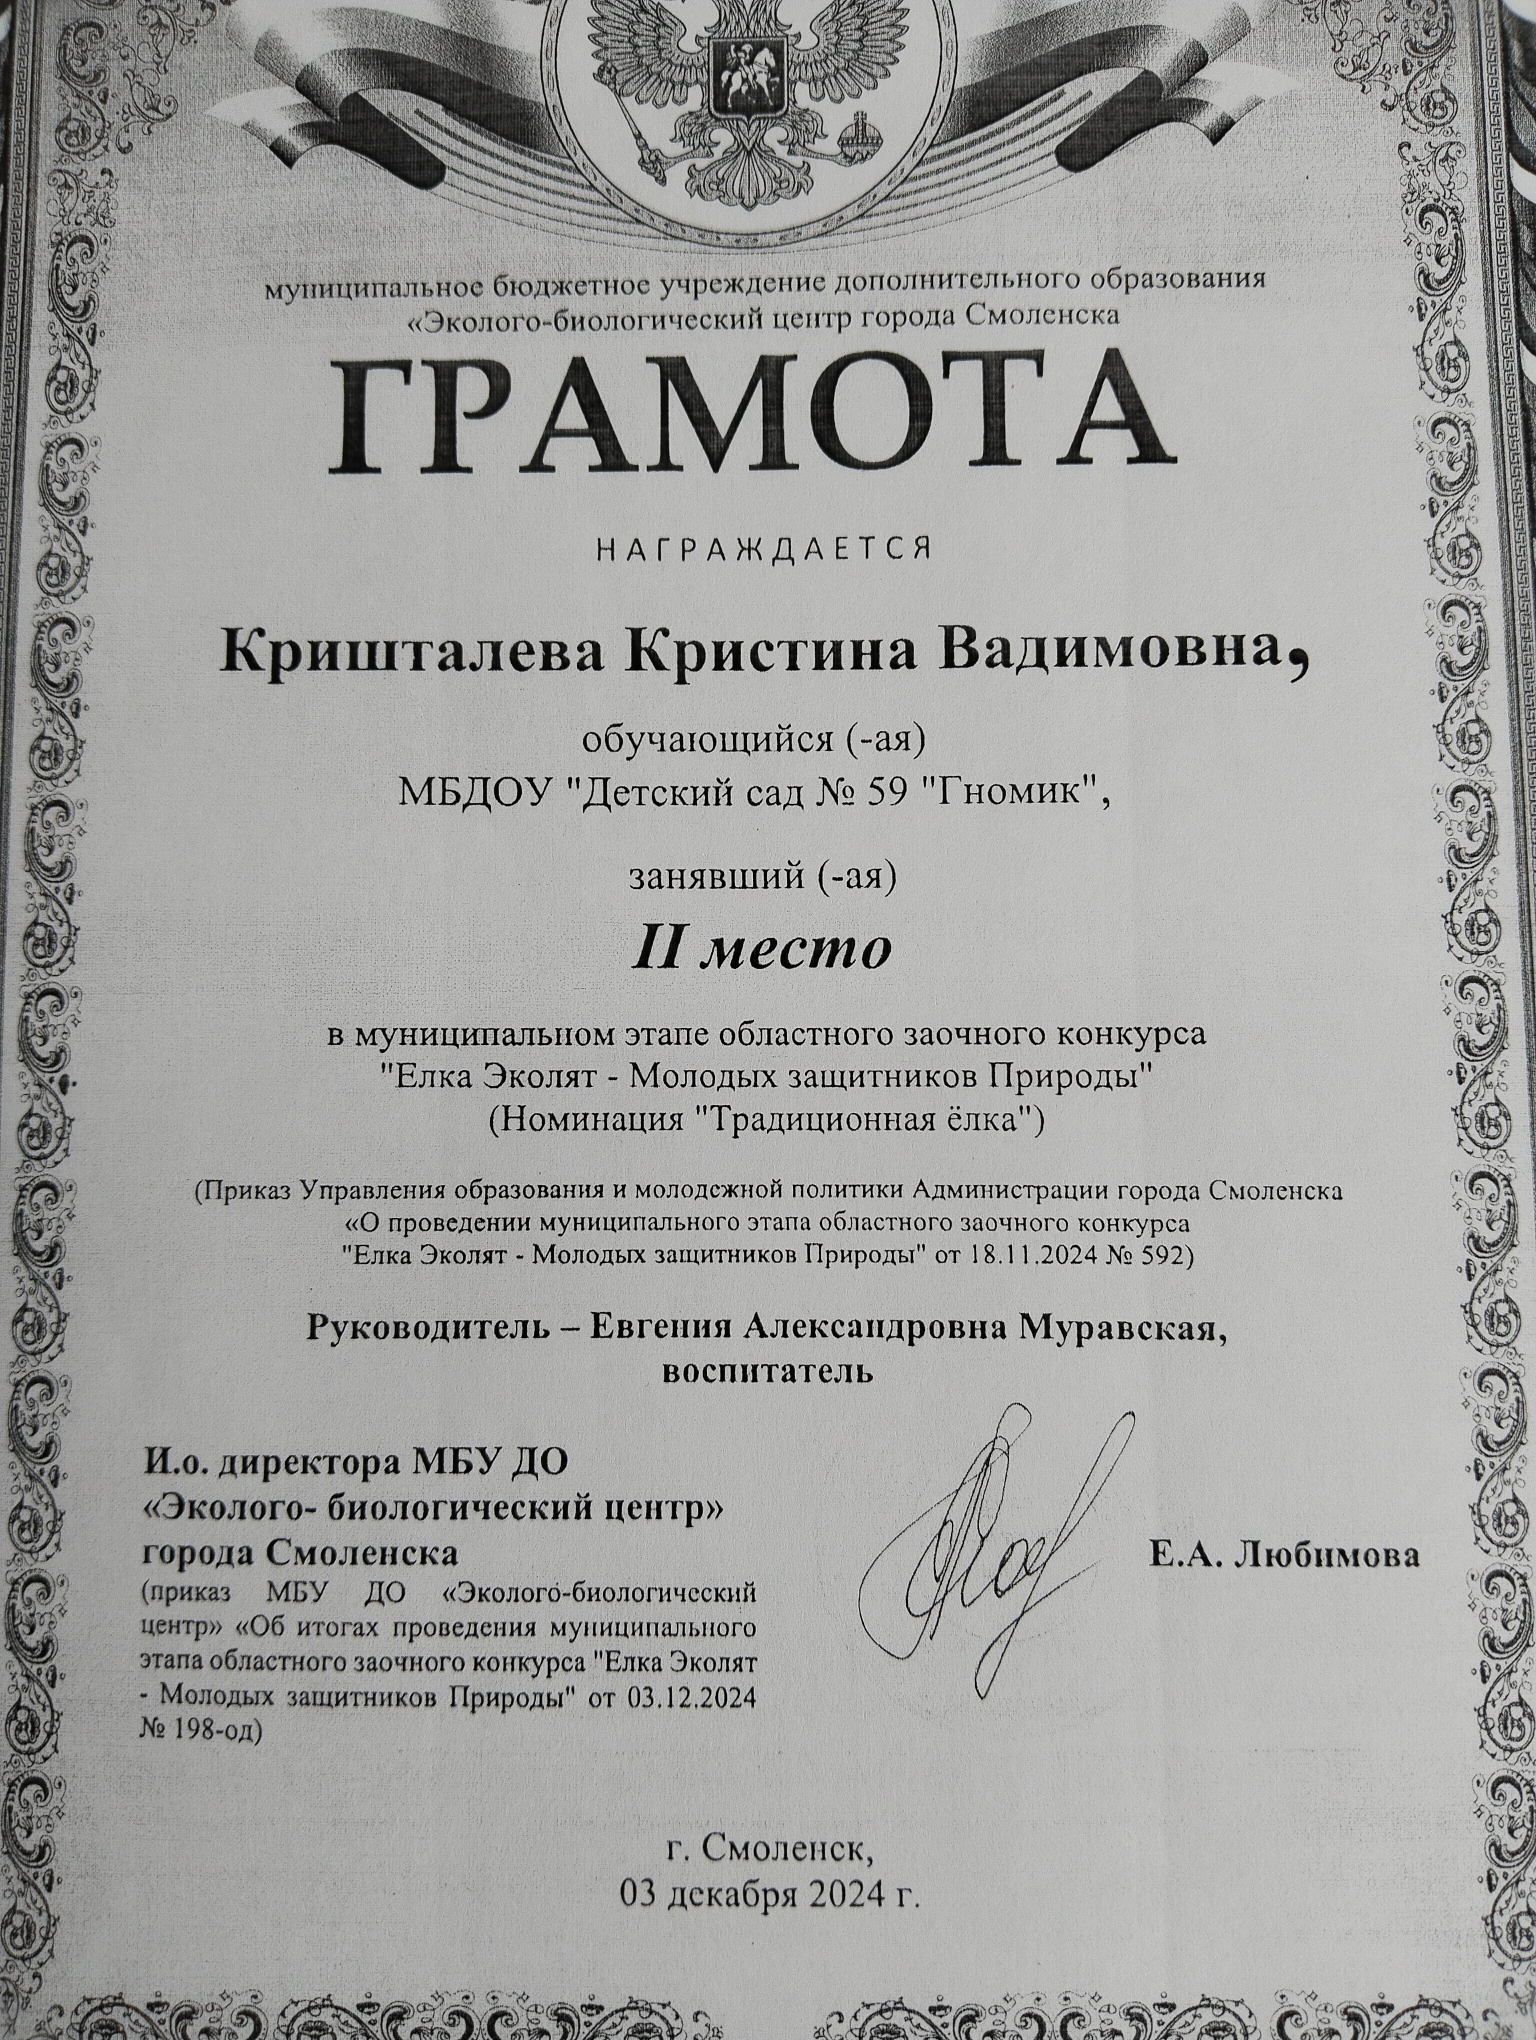 муниципальное бюджетное учреждение дополнительного образования
«Эколого-биологический центр города Смоленска
ГРАМОТА
НАГРАЖДАЕТСЯ
Кришталева Кристина Вадимовна,
обучающийся (-ая)
МБДОУ "Детский сад № 59 "Гномик",
занявший (-ая)
II место
в муниципальном этапе областного заочного конкурса
"Елка Эколят - Молодых защитников Природы"
(Номинация "Традиционная ёлка")
(Приказ Управления образования и молодежной политики Администрации города Смоленска
«О проведении муниципального этапа областного заочного конкурса
"Елка Эколят - Молодых защитников Природы" от 18.11.2024 № 592)
Руководитель – Евгения Александровна Муравская,
воспитатель
И.о. директора МБУ ДО
«Эколого- биологический центр»
города Смоленска
Е.А. Любимова
(приказ МБУ ДО «Эколого-биологический
центр» «Об итогах проведения муниципального
этапа областного заочного конкурса "Елка Эколят
- Молодых защитников Природы" от 03.12.2024
№ 198-од)
г. Смоленск,
03 декабря 2024 г.